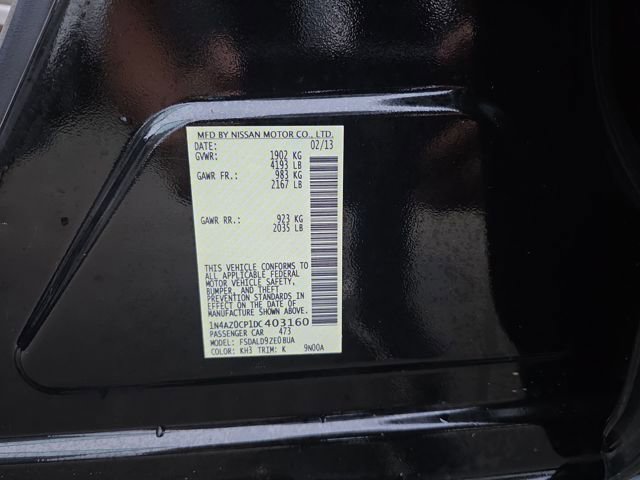 MFD BY NISSAN MOTOR CO., LTD.
DATE: 02/13
GVWR: 1902 KG
4193 LB
GAWR FR.: 983 KG
2167 LB
GAWR RR.: 923 KG
2035 LB
THIS VEHICLE CONFORMS TO
ALL APPLICABLE FEDERAL
MOTOR VEHICLE SAFETY,
BUMPER, AND THEFT
PREVENTION STANDARDS
IN EFFECT ON THE DATE OF
MANUFACTURE SHOWN ABOVE.
1N4AZ0CP1DC403160
PASSENGER CAR 473
MODEL: FSDALD9ZE0BUA
COLOR: KH3 TRIM: K 9N00A